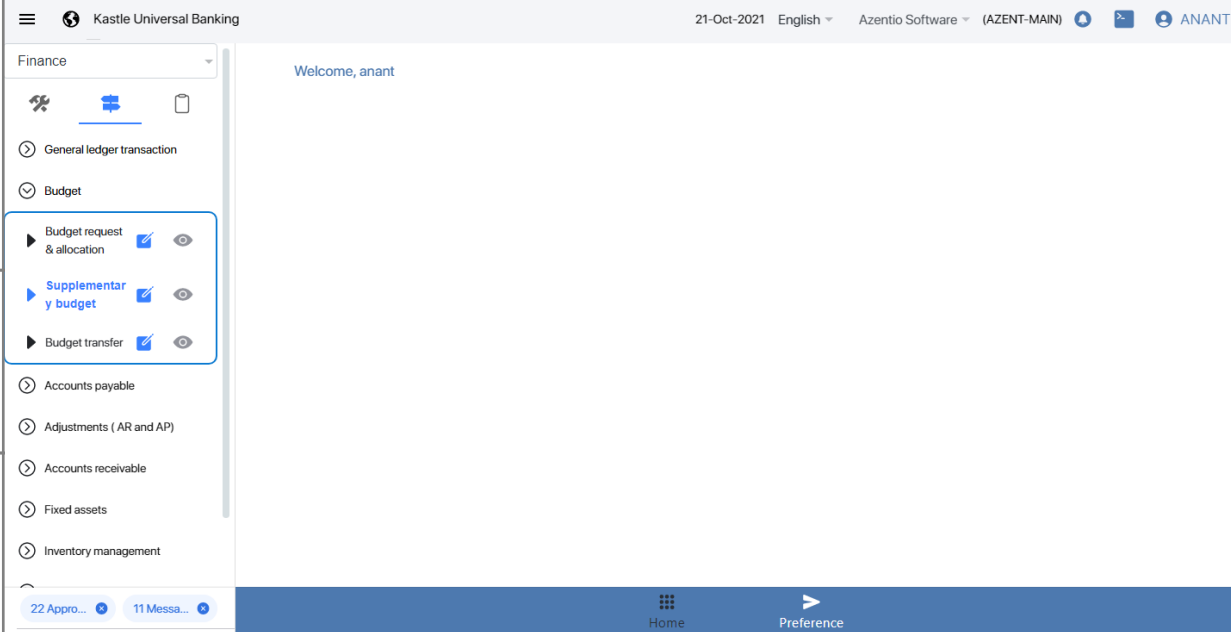 Kastle Universal Banking
21-Oct-2021 English Azentio Software (AZENT-MAIN) ANANT
Finance
Welcome, anant
General ledger transaction
Budget
Budget request
& allocation
Supplementar
y budget
Budget transfer
Accounts payable
Adjustments ( AR and AP)
Accounts receivable
Fixed assets
Inventory management
22 Appro... 11 Messa...
Home Preference